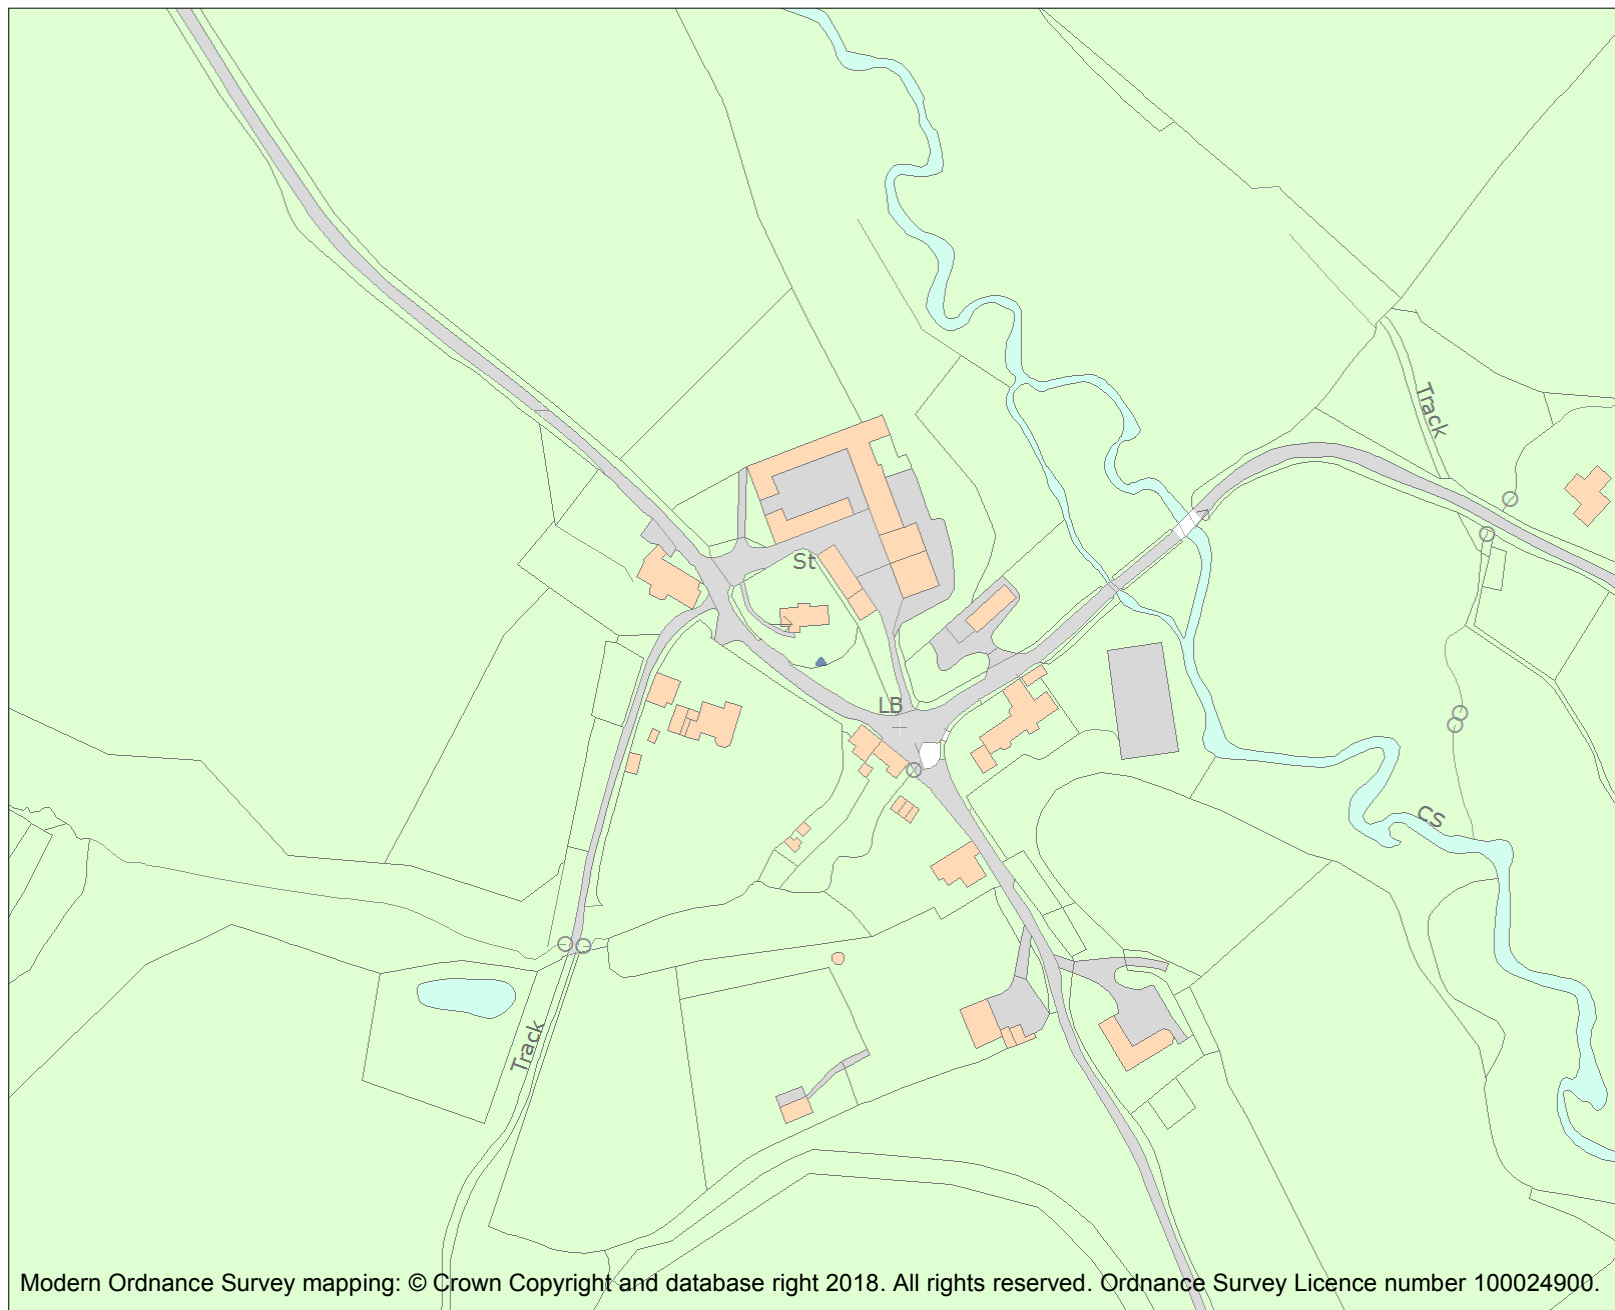 Track
St
LB
CS
Track
Modern Ordnance Survey mapping: © Crown Copyright and database right 2018. All rights reserved. Ordnance Survey Licence number 100024900.